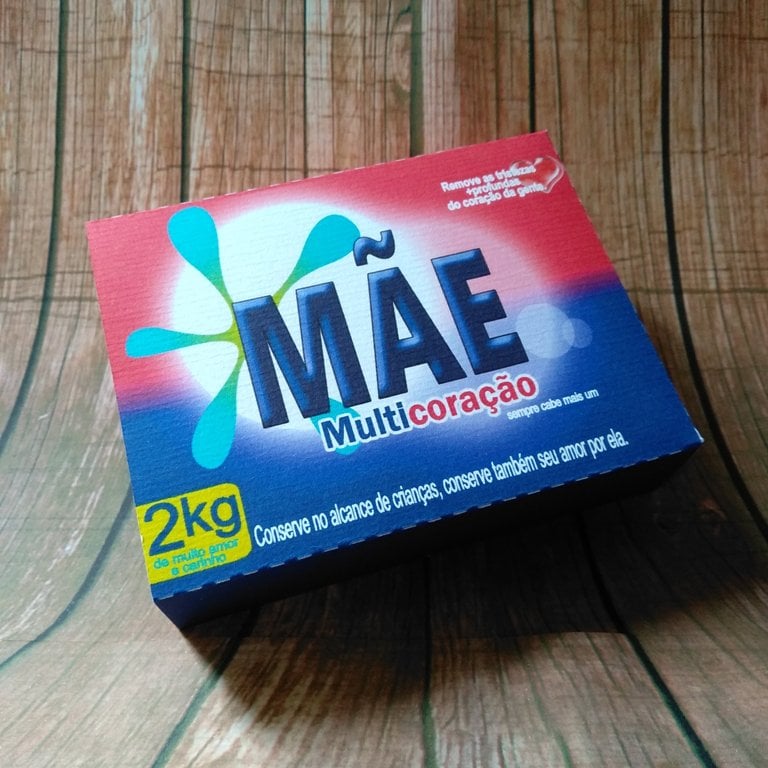 Remove as tristezas
+profundas
do coração da gente
MÃE
Multicoração
sempre cabe mais um
Conserve no alcance de crianças, conserve também seu amor por ela.
2kg
de muito amor
e carinho